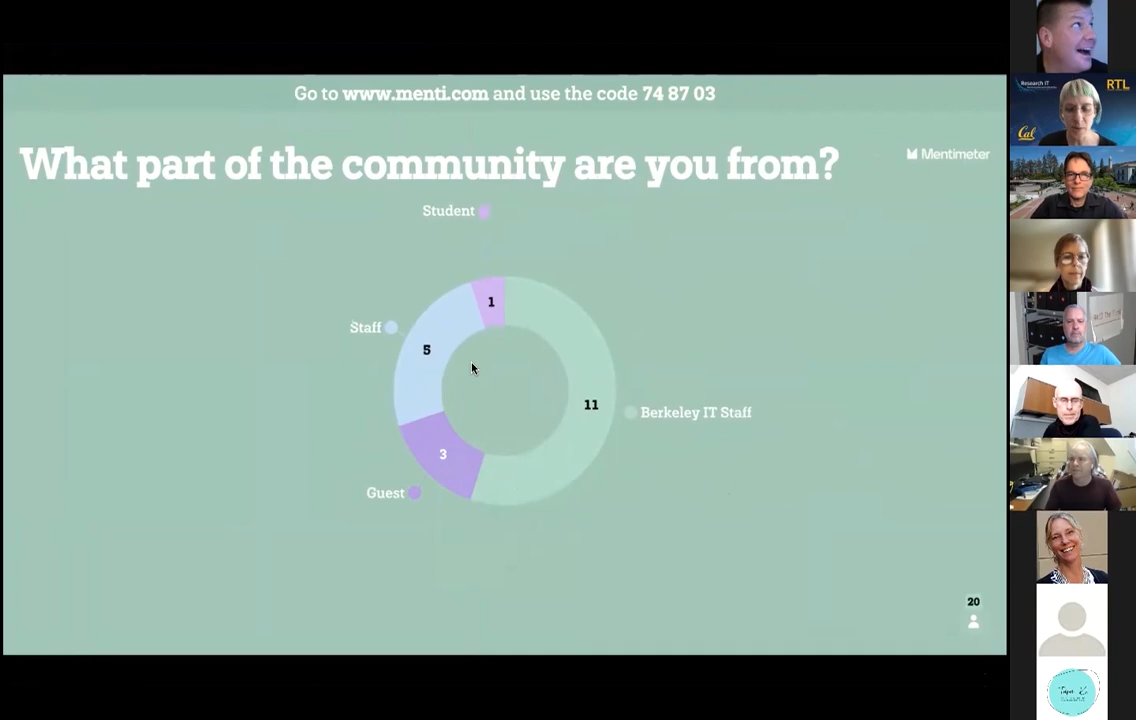 Go to www.menti.com and use the code 74 87 03
What part of the community are you from?
Mentimeter
Student
1
Staff
5
11
Berkeley IT Staff
3
Guest
20
Research IT
RTL
Cal